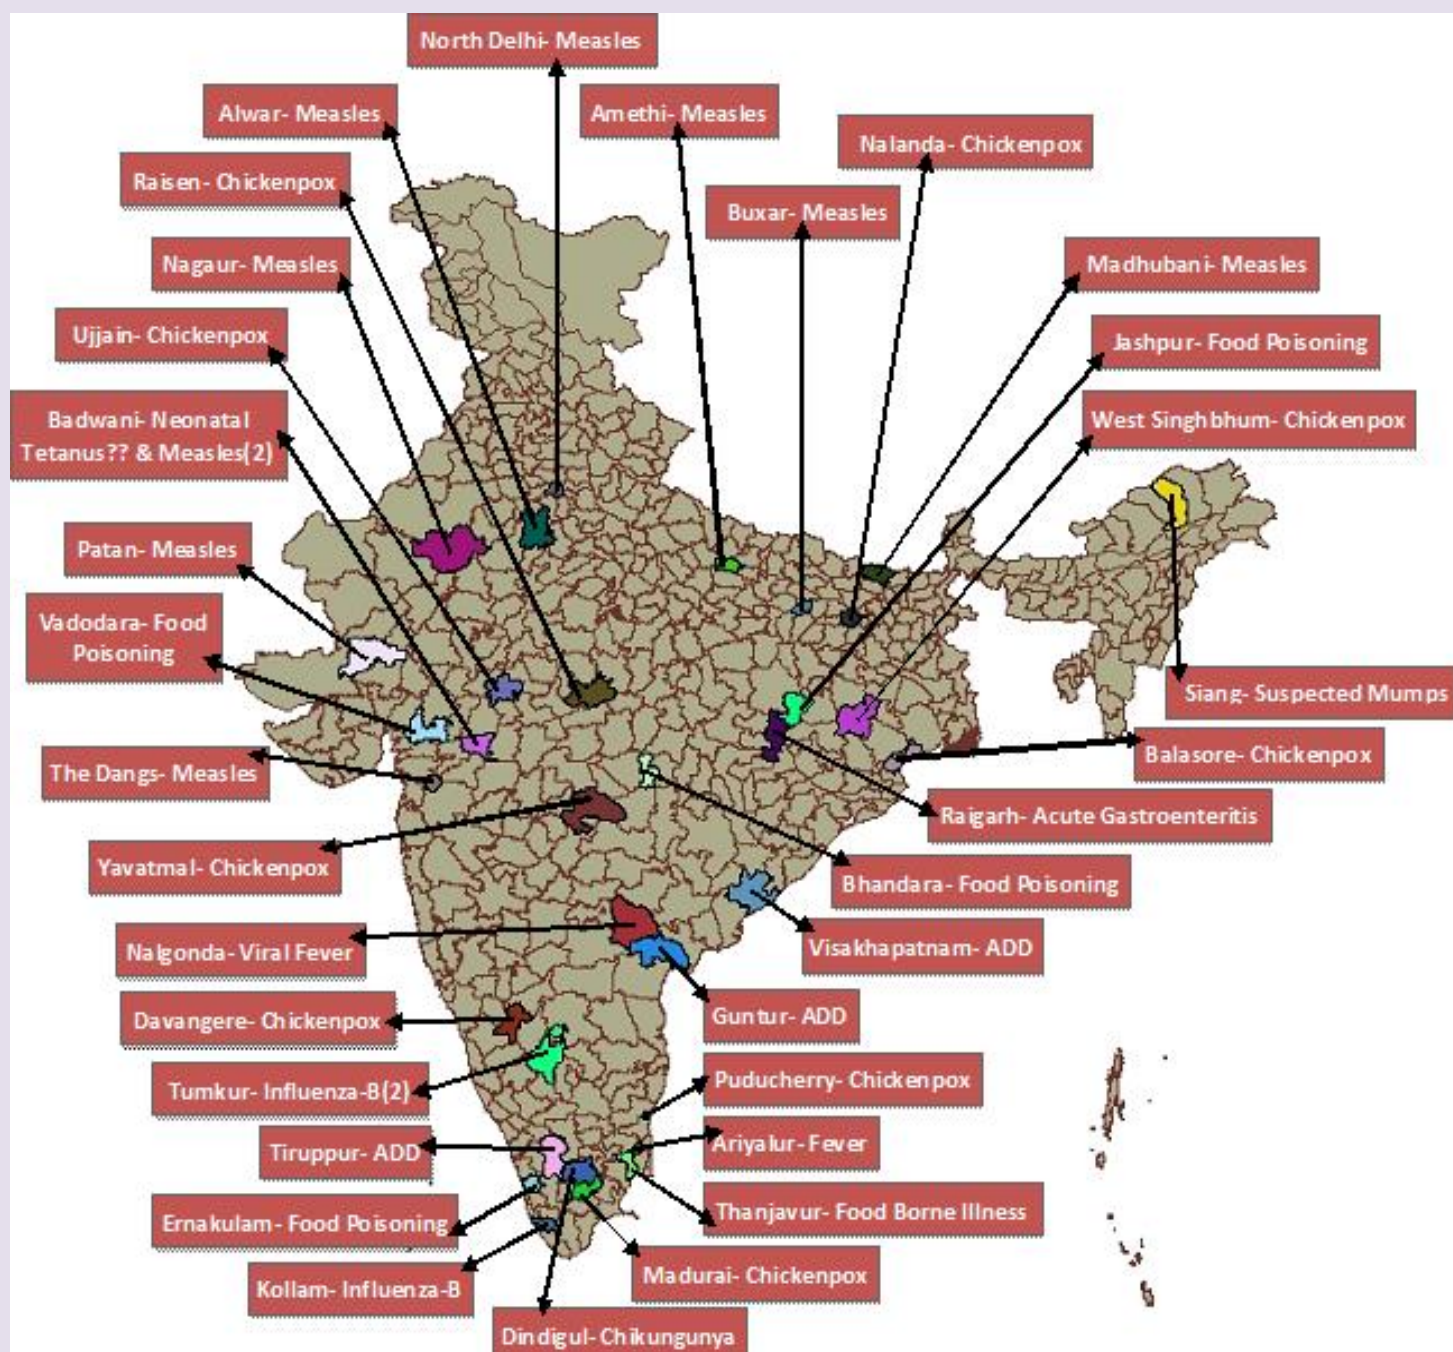 North Delhi- Measles
Alwar- Measles
Amethi- Measles
Nalanda- Chickenpox
Raisen- Chickenpox
Buxar- Measles
Nagaur- Measles
Madhubani- Measles
Ujjain- Chickenpox
Jashpur- Food Poisoning
Badwani- Neonatal
Tetanus?? & Measles(2)
West Singhbhum- Chickenpox
Patan- Measles
Vadodara- Food
Poisoning
Siang- Suspected Mumps
Balasore- Chickenpox
The Dangs- Measles
Raigarh- Acute Gastroenteritis
Yavatmal- Chickenpox
Bhandara- Food Poisoning
Nalgonda- Viral Fever
Visakhapatnam- ADD
Davangere- Chickenpox
Guntur- ADD
Tumkur- Influenza-B(2)
Puducherry- Chickenpox
Tiruppur- ADD
Ariyalur- Fever
Ernakulam- Food Poisoning
Thanjavur- Food Borne Illness
Kollam- Influenza-B
Madurai- Chickenpox
Dindigul- Chikungunya